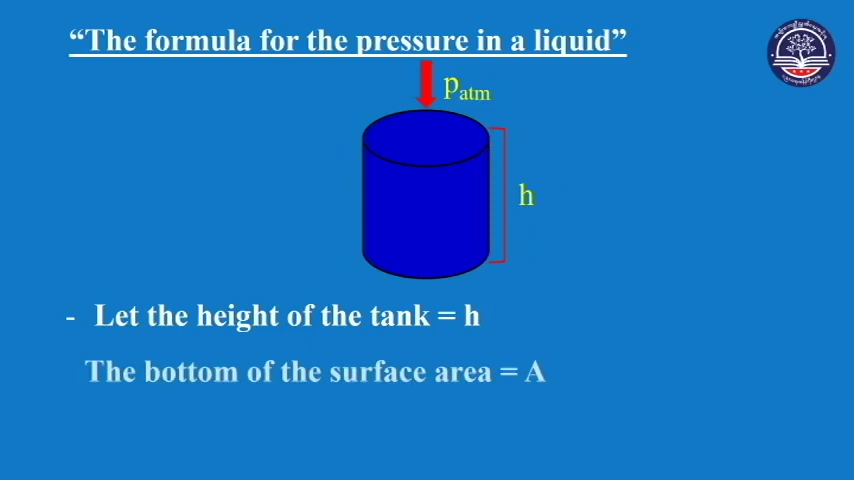 “The formula for the pressure in a liquid”
patm
h
- Let the height of the tank = h
The bottom of the surface area = A